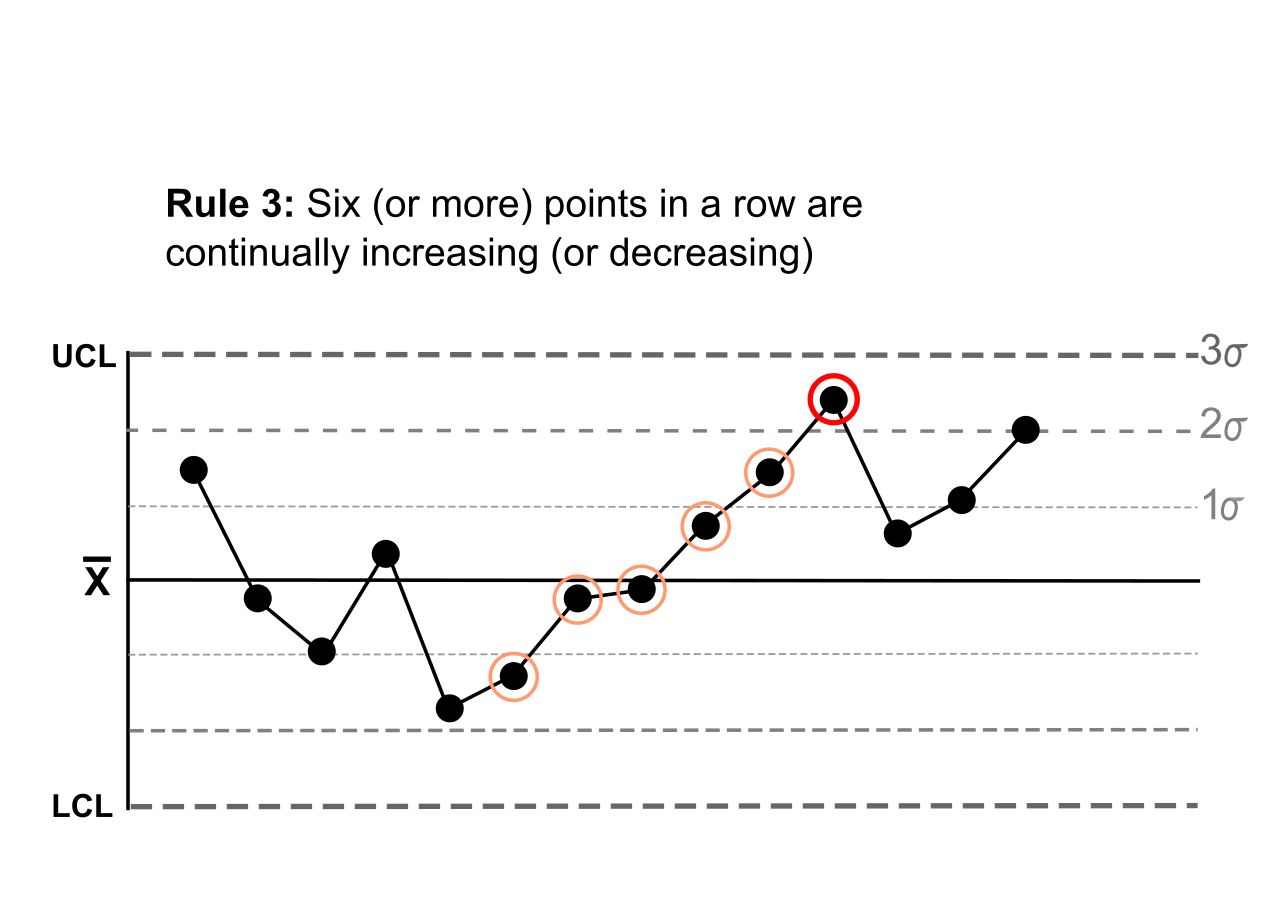 Rule 3: Six (or more) points in a row are
continually increasing (or decreasing)
UCL
3σ
2σ
1σ
X̅
LCL